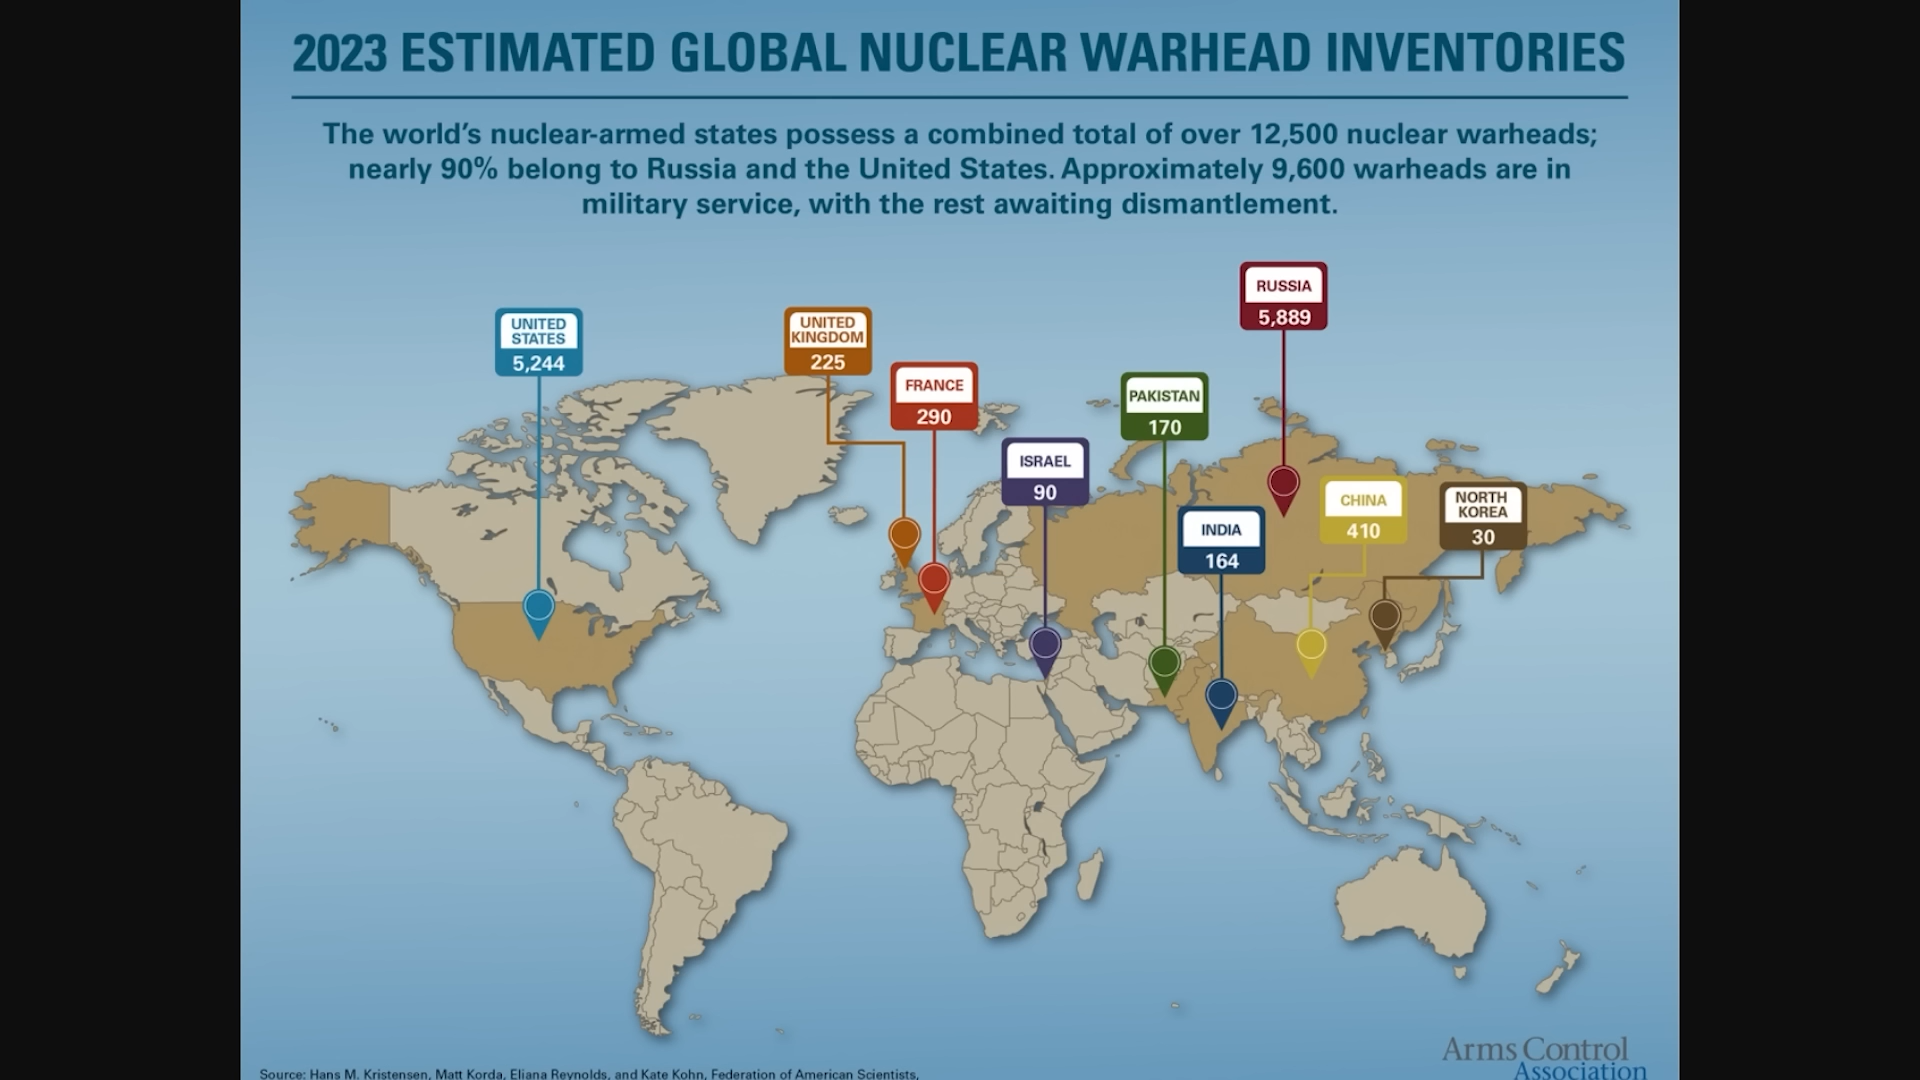 2023 ESTIMATED GLOBAL NUCLEAR WARHEAD INVENTORIES
The world's nuclear-armed states possess a combined total of over 12,500 nuclear warheads;
nearly 90% belong to Russia and the United States. Approximately 9,600 warheads are in
military service, with the rest awaiting dismantlement.
RUSSIA
5,889
UNITED
STATES
5,244
UNITED
KINGDOM
225
FRANCE
290
PAKISTAN
170
ISRAEL
90
INDIA
164
CHINA
410
NORTH
KOREA
30
Arms Control
Association
Source: Hans M. Kristensen, Matt Korda, Eliana Reynolds, and Kate Kohn, Federation of American Scientists,